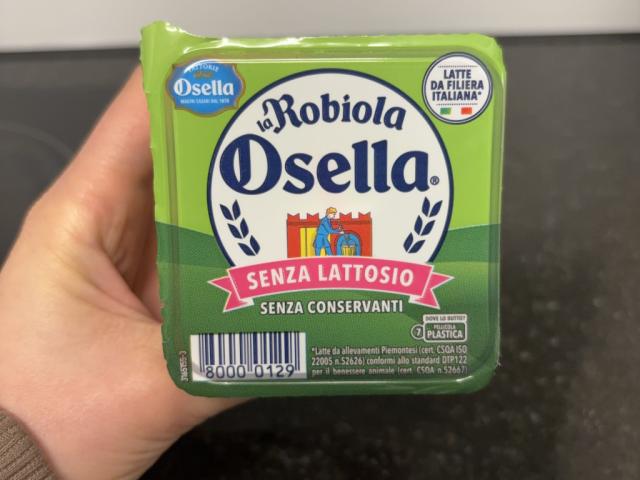 FATTORIE
Osella
MASTRI CASARI DAL 1878
LATTE
DA FILIERA
ITALIANA*
la Robiola
Osella®
SENZA LATTOSIO
SENZA CONSERVANTI
DOVE LO BUTTO?
7 PELLICOLA
PLASTICA
8000 0129
*Latte da allevamenti Piemontesi (cert. CSQA ISO
22005 n.52626) conformi allo standard DTP122
per il benessere animale (cert. CSQA n.52667)